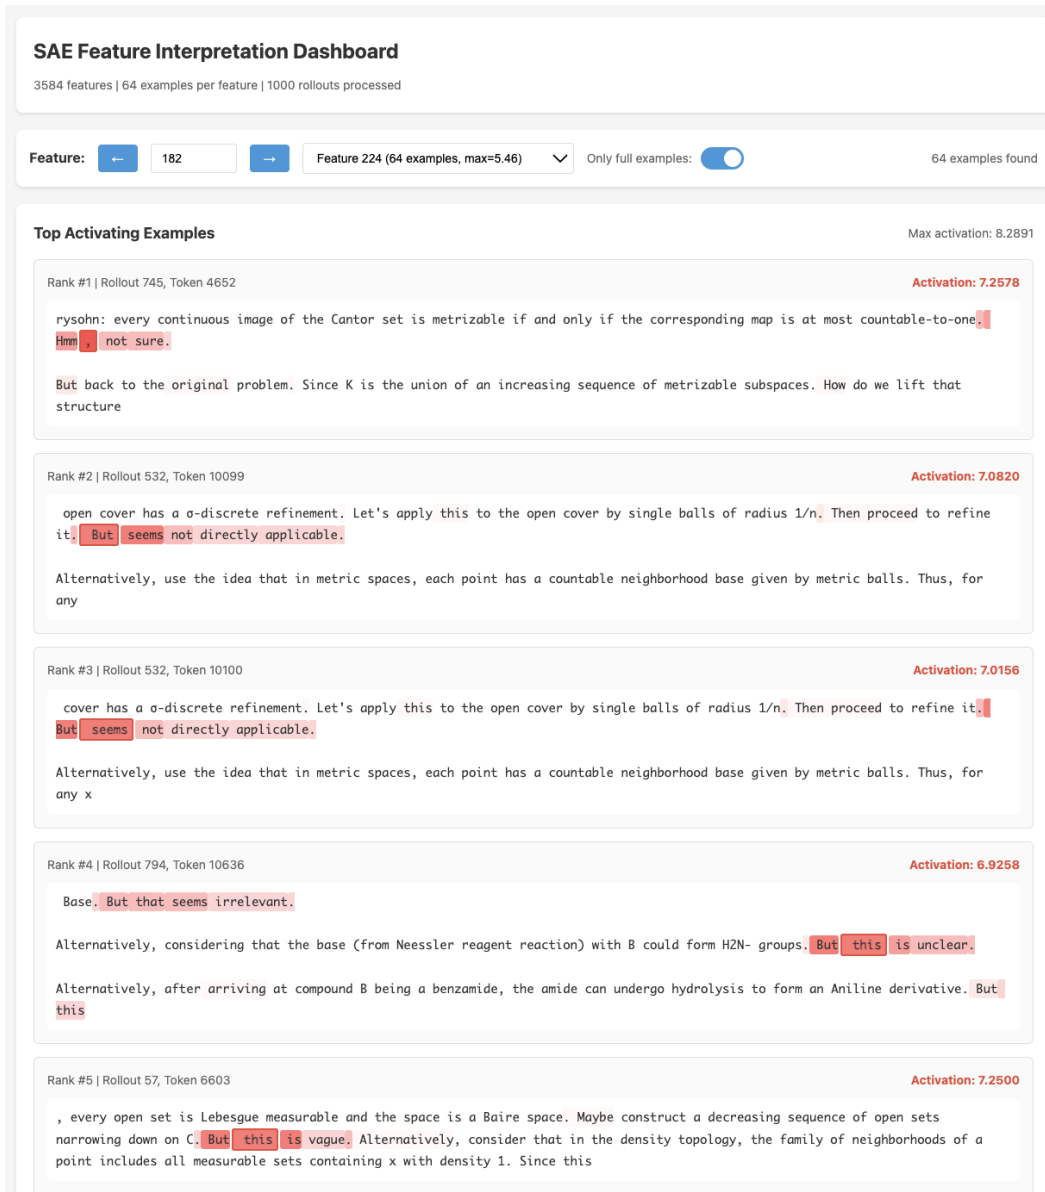 SAE Feature Interpretation Dashboard
3584 features | 64 examples per feature | 1000 rollouts processed
Feature: ← 182 → Feature 224 (64 examples, max=5.46) Only full examples: 64 examples found
Top Activating Examples Max activation: 8.2891
Rank #1 | Rollout 745, Token 4652 Activation: 7.2578
rysohn: every continuous image of the Cantor set is metrizable if and only if the corresponding map is at most countable-to-one.
Hmm , not sure.
But back to the original problem. Since K is the union of an increasing sequence of metrizable subspaces. How do we lift that
structure
Rank #2 | Rollout 532, Token 10099 Activation: 7.0820
open cover has a σ-discrete refinement. Let's apply this to the open cover by single balls of radius 1/n. Then proceed to refine
it. But seems not directly applicable.
Alternatively, use the idea that in metric spaces, each point has a countable neighborhood base given by metric balls. Thus, for
any
Rank #3 | Rollout 532, Token 10100 Activation: 7.0156
cover has a σ-discrete refinement. Let's apply this to the open cover by single balls of radius 1/n. Then proceed to refine it.
But seems not directly applicable.
Alternatively, use the idea that in metric spaces, each point has a countable neighborhood base given by metric balls. Thus, for
any x
Rank #4 | Rollout 794, Token 10636 Activation: 6.9258
Base. But that seems irrelevant.
Alternatively, considering that the base (from Neessler reagent reaction) with B could form H2N- groups. But this is unclear.
Alternatively, after arriving at compound B being a benzamide, the amide can undergo hydrolysis to form an Aniline derivative. But
this
Rank #5 | Rollout 57, Token 6603 Activation: 7.2500
, every open set is Lebesgue measurable and the space is a Baire space. Maybe construct a decreasing sequence of open sets
narrowing down on C. But this is vague. Alternatively, consider that in the density topology, the family of neighborhoods of a
point includes all measurable sets containing x with density 1. Since this